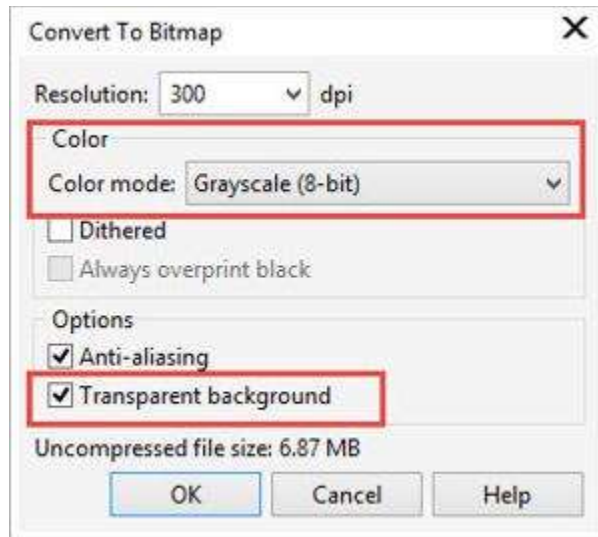 Convert To Bitmap
Resolution: 300 dpi
Color
Color mode: Grayscale (8-bit)
Dithered
Always overprint black
Options
Anti-aliasing
Transparent background
Uncompressed file size: 6.87 MB
OK Cancel Help